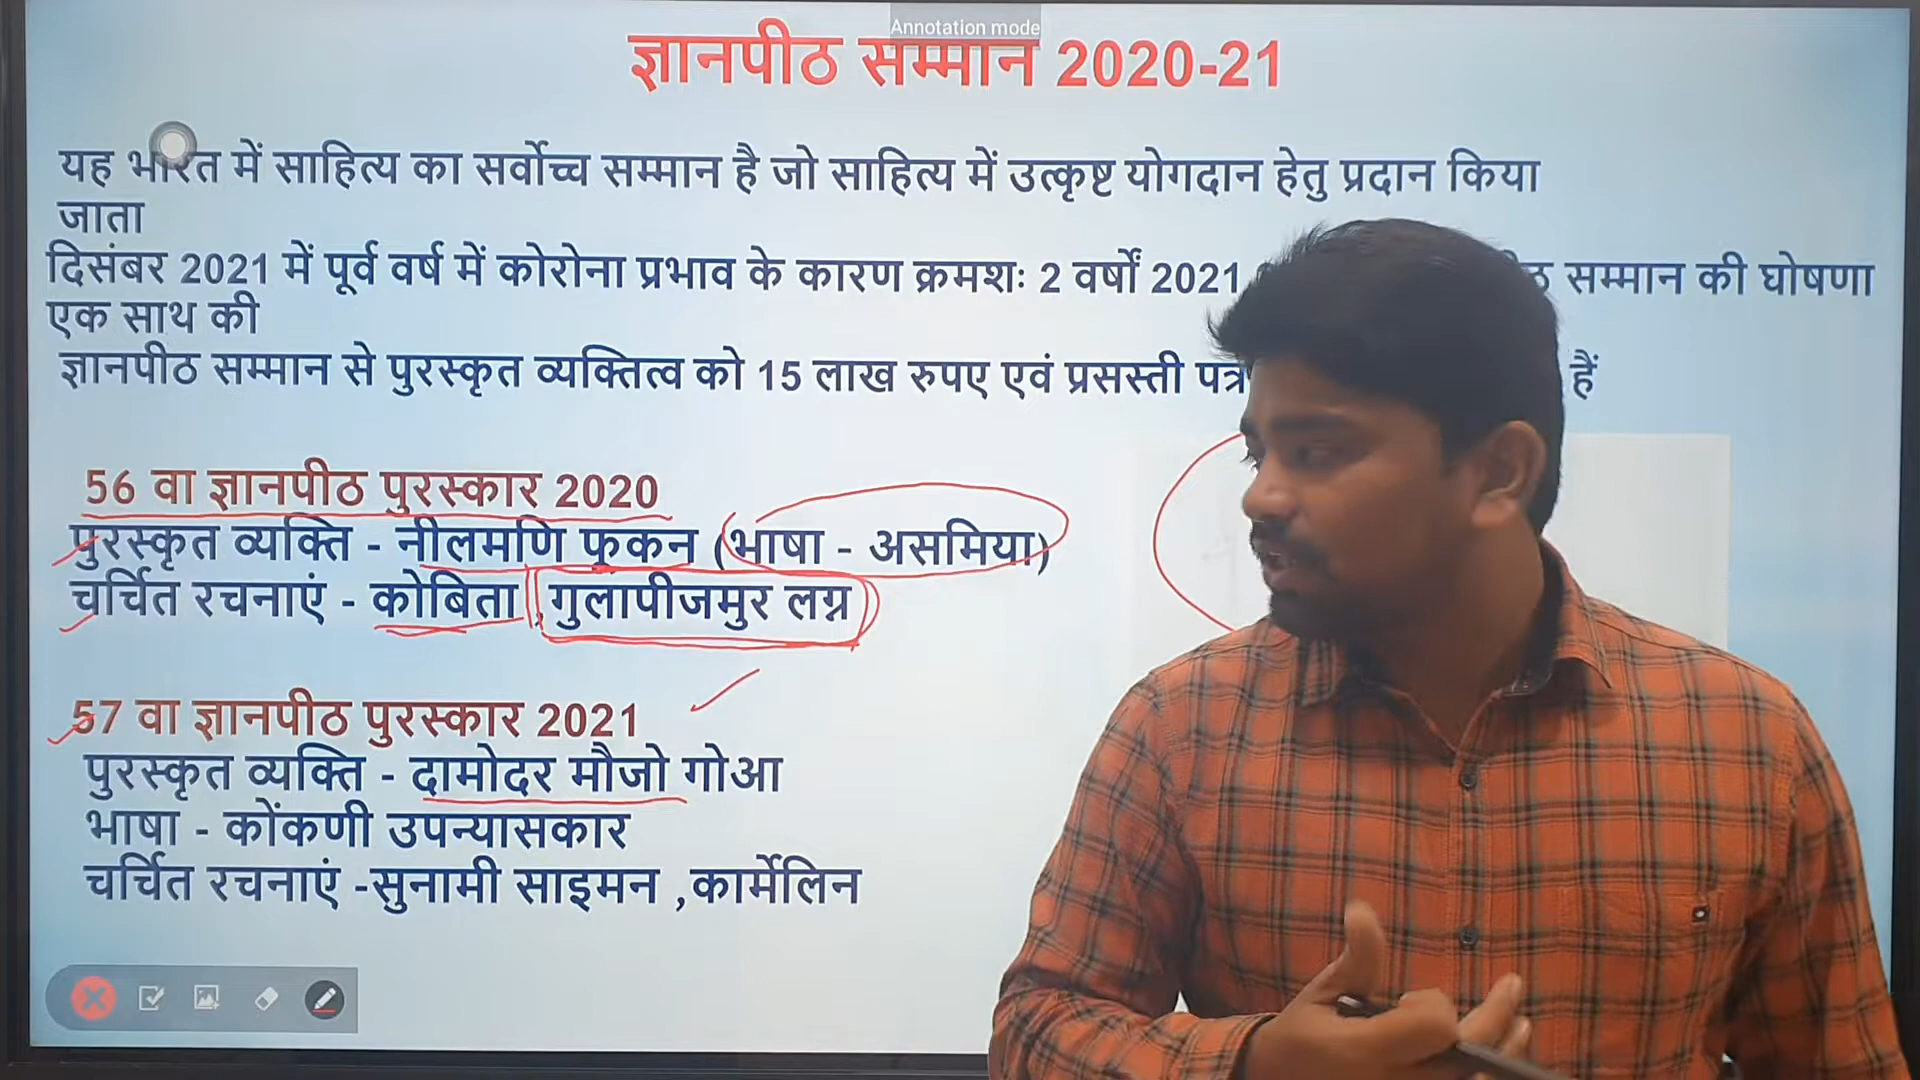 Annotation mode
ज्ञानपीठ सम्मान 2020-21
यह भारत में साहित्य का सर्वोच्च सम्मान है जो साहित्य में उत्कृष्ट योगदान हेतु प्रदान किया
जाता
दिसंबर 2021 में पूर्व वर्ष में कोरोना प्रभाव के कारण क्रमशः 2 वर्षों 2021 सम्मान की घोषणा
एक साथ की
ज्ञानपीठ सम्मान से पुरस्कृत व्यक्तित्व को 15 लाख रुपए एवं प्रसस्ती पत्र हैं
56 वा ज्ञानपीठ पुरस्कार 2020
पुरस्कृत व्यक्ति - नीलमणि फूकन (भाषा - असमिया)
चर्चित रचनाएं - कोबिता ,गुलापीजमुर लग्न
57 वा ज्ञानपीठ पुरस्कार 2021
पुरस्कृत व्यक्ति - दामोदर मौजो गोआ
भाषा - कोंकणी उपन्यासकार
चर्चित रचनाएं -सुनामी साइमन ,कार्मेलिन